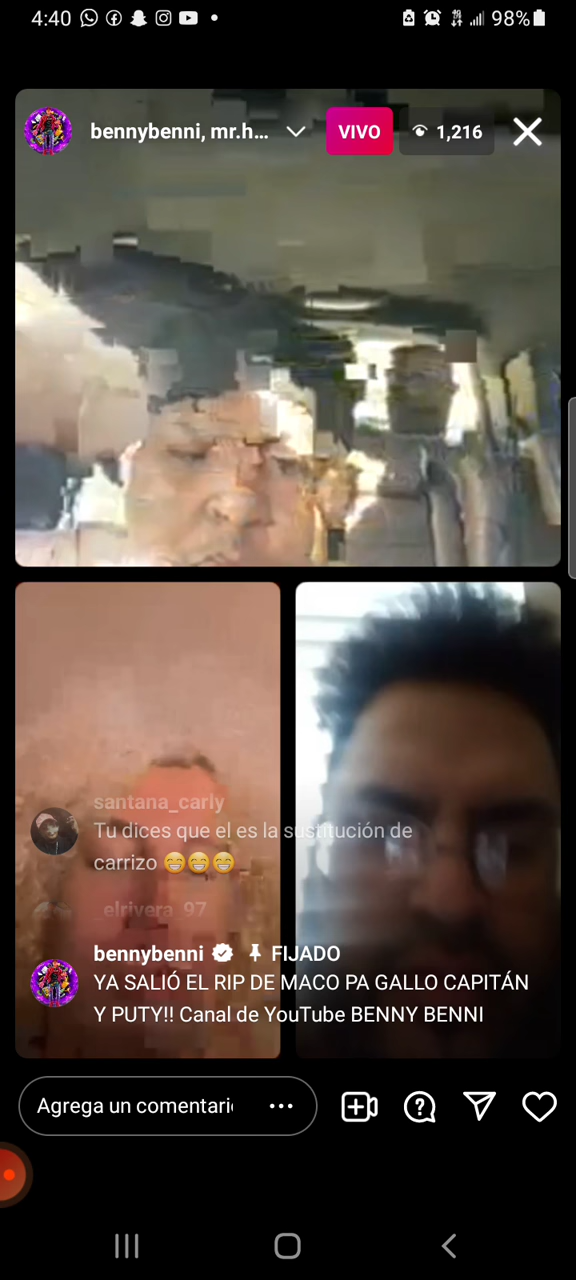 4:40
98%
bennybenni, mr.h...
VIVO
1,216
santana_carly
Tu dices que el es la sustitución de
carrizo 😁😁😁
_elrivera_97
bennybenni FIJADO
YA SALIÓ EL RIP DE MACO PA GALLO CAPITÁN
Y PUTY!! Canal de YouTube BENNY BENNI
Agrega un comentari